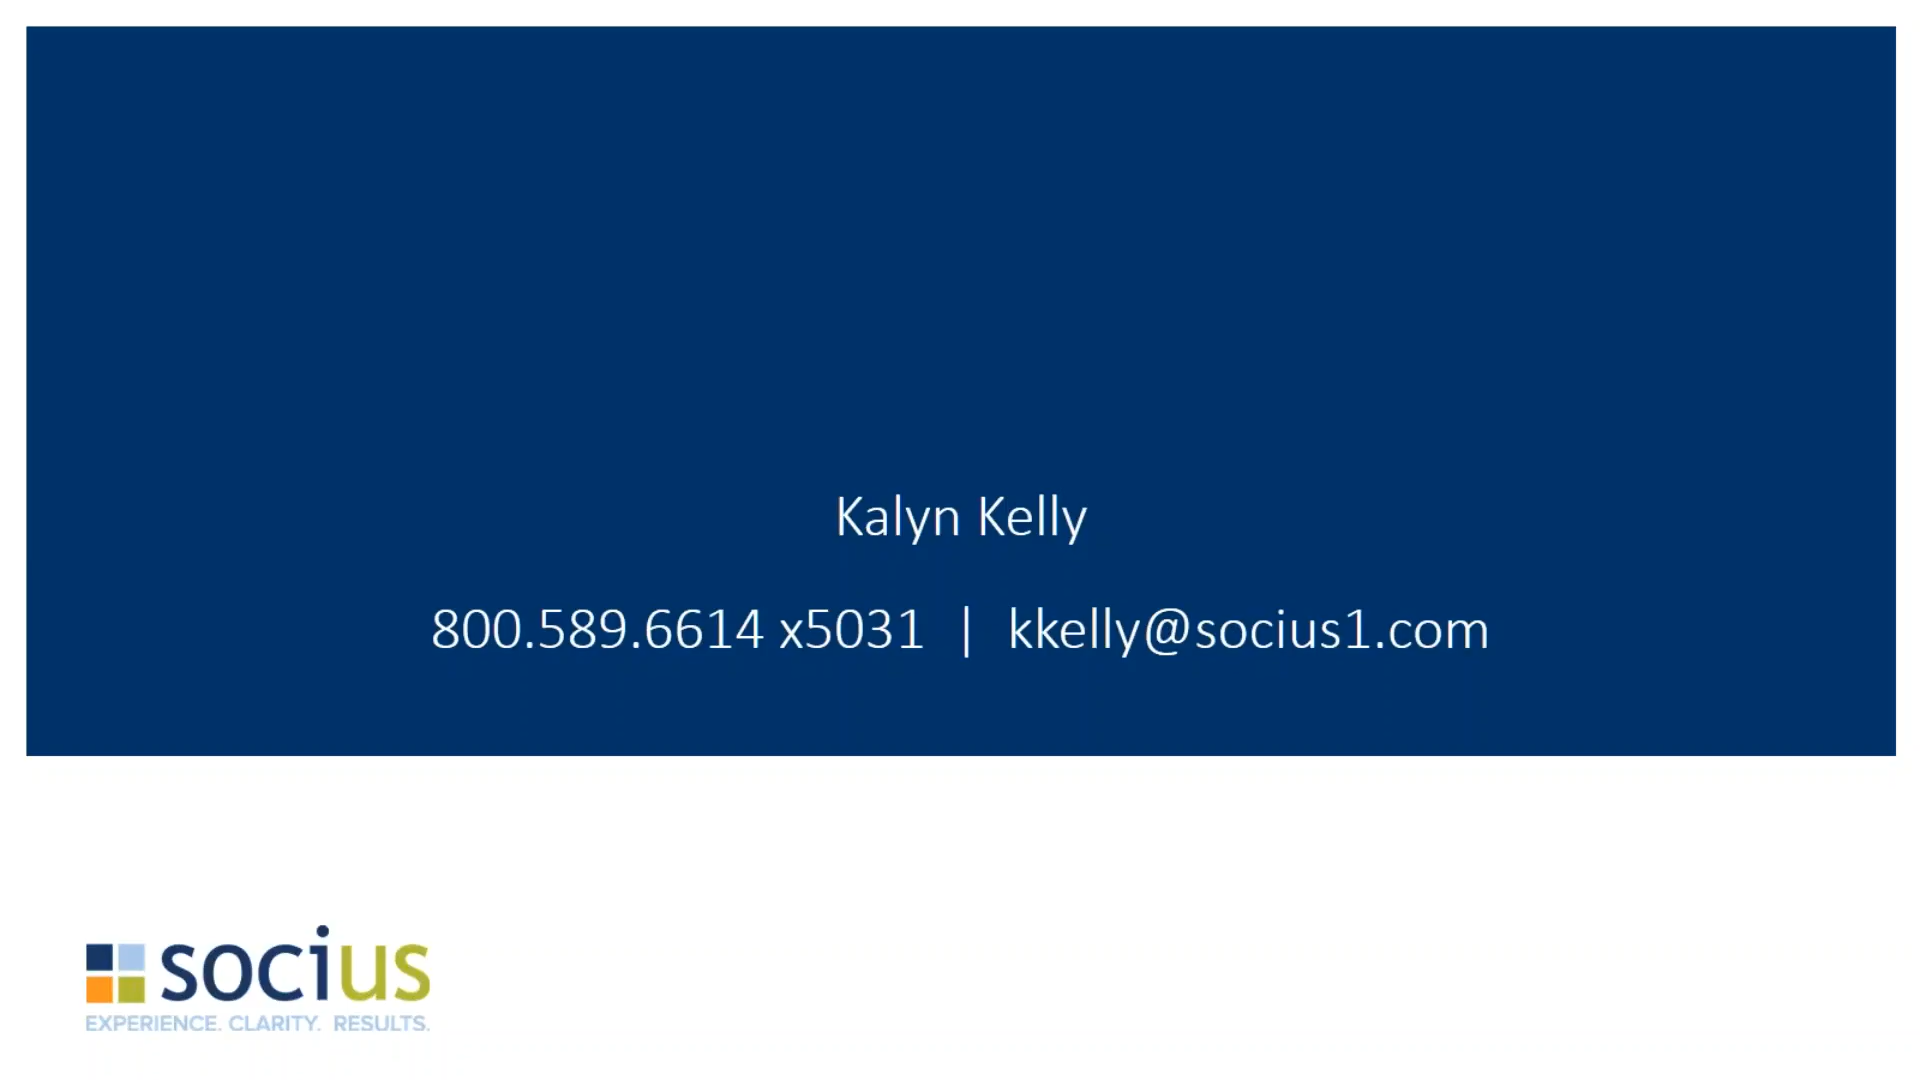 Kalyn Kelly
800.589.6614 x5031 | kkelly@socius1.com
socius
EXPERIENCE. CLARITY. RESULTS.